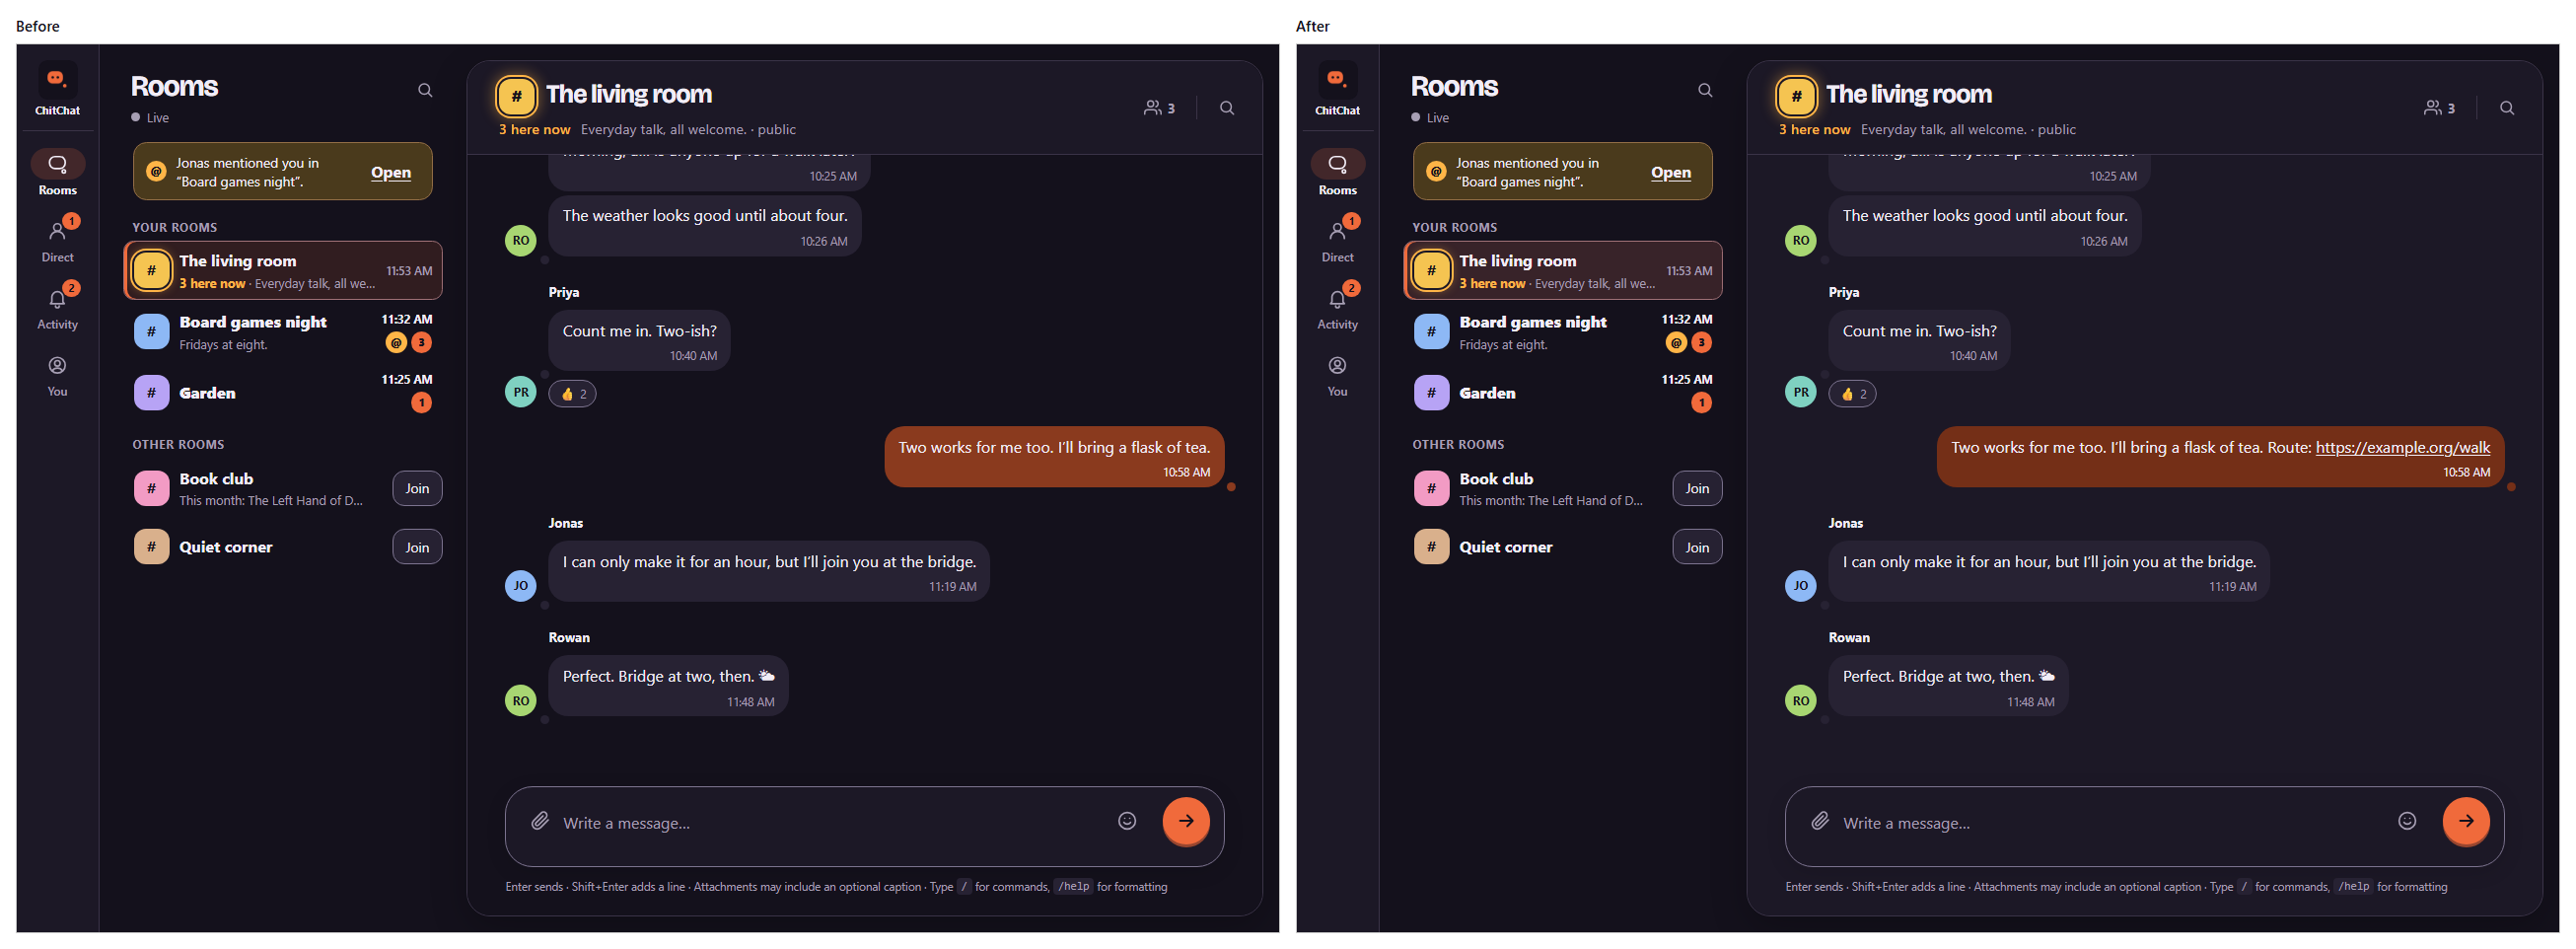 Before
ChitChat
Rooms
Direct
1
Activity
2
You
Rooms
Live
@
Jonas mentioned you in
“Board games night”.
Open
YOUR ROOMS
#
The living room
11:53 AM
3 here now · Everyday talk, all we...
#
Board games night
11:32 AM
Fridays at eight.
@ 3
#
Garden
11:25 AM
1
OTHER ROOMS
#
Book club
This month: The Left Hand of D...
Join
#
Quiet corner
Join
#
The living room
3 here now Everyday talk, all welcome. · public
3
10:25 AM
The weather looks good until about four.
10:26 AM
RO
Priya
Count me in. Two-ish?
10:40 AM
PR
👍 2
Two works for me too. I’ll bring a flask of tea.
10:58 AM
Jonas
I can only make it for an hour, but I’ll join you at the bridge.
11:19 AM
JO
Rowan
Perfect. Bridge at two, then. 🌥️
11:48 AM
RO
Write a message...
Enter sends · Shift+Enter adds a line · Attachments may include an optional caption · Type / for commands, /help for formatting
After
ChitChat
Rooms
Direct
1
Activity
2
You
Rooms
Live
@
Jonas mentioned you in
“Board games night”.
Open
YOUR ROOMS
#
The living room
11:53 AM
3 here now · Everyday talk, all we...
#
Board games night
11:32 AM
Fridays at eight.
@ 3
#
Garden
11:25 AM
1
OTHER ROOMS
#
Book club
This month: The Left Hand of D...
Join
#
Quiet corner
Join
#
The living room
3 here now Everyday talk, all welcome. · public
3
10:25 AM
The weather looks good until about four.
10:26 AM
RO
Priya
Count me in. Two-ish?
10:40 AM
PR
👍 2
Two works for me too. I’ll bring a flask of tea. Route: https://example.org/walk
10:58 AM
Jonas
I can only make it for an hour, but I’ll join you at the bridge.
11:19 AM
JO
Rowan
Perfect. Bridge at two, then. 🌥️
11:48 AM
RO
Write a message...
Enter sends · Shift+Enter adds a line · Attachments may include an optional caption · Type / for commands, /help for formatting